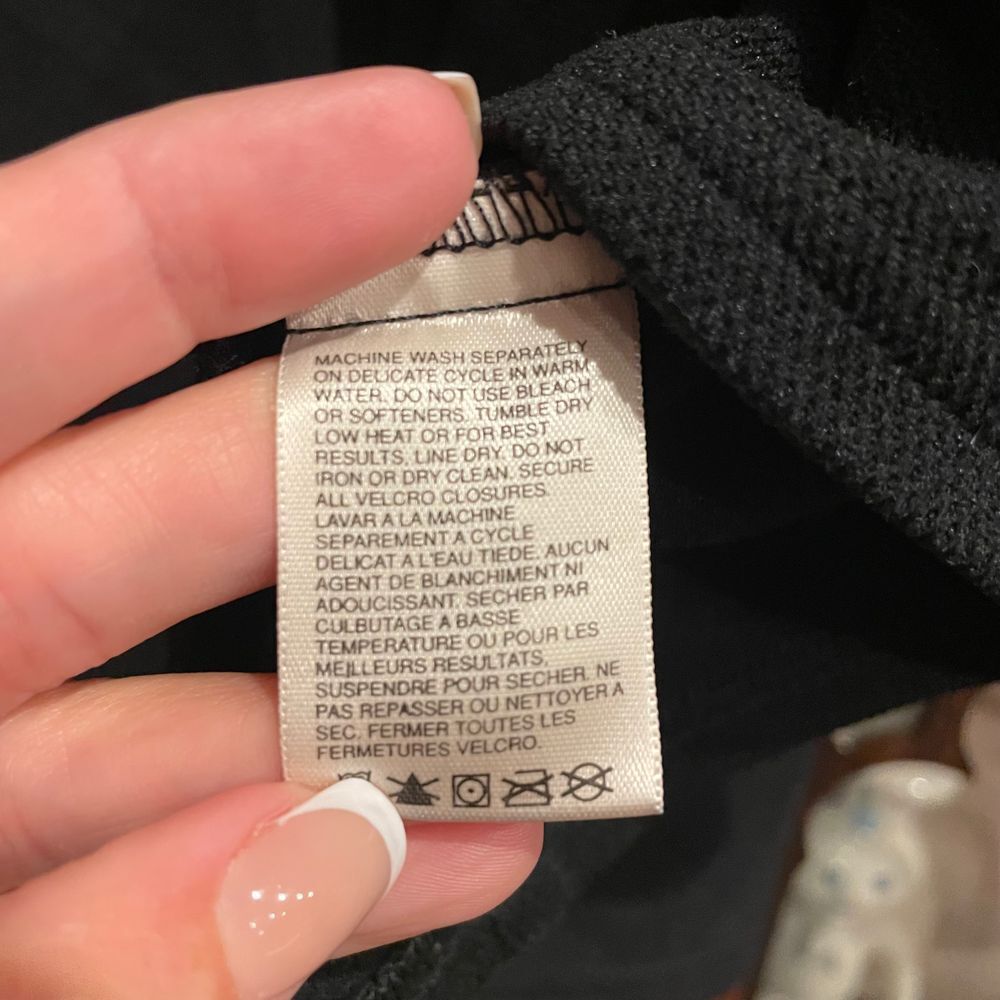 MACHINE WASH SEPARATELY
ON DELICATE CYCLE IN WARM
WATER. DO NOT USE BLEACH
OR SOFTENERS. TUMBLE DRY
LOW HEAT OR FOR BEST
RESULTS, LINE DRY. DO NOT
IRON OR DRY CLEAN. SECURE
ALL VELCRO CLOSURES.
LAVAR A LA MACHINE
SEPAREMENT A CYCLE
DELICAT A L'EAU TIEDE. AUCUN
AGENT DE BLANCHIMENT NI
ADOUCISSANT. SECHER PAR
CULBUTAGE A BASSE
TEMPERATURE OU POUR LES
MEILLEURS RESULTATS,
SUSPENDRE POUR SECHER. NE
PAS REPASSER OU NETTOYER A
SEC. FERMER TOUTES LES
FERMETURES VELCRO.